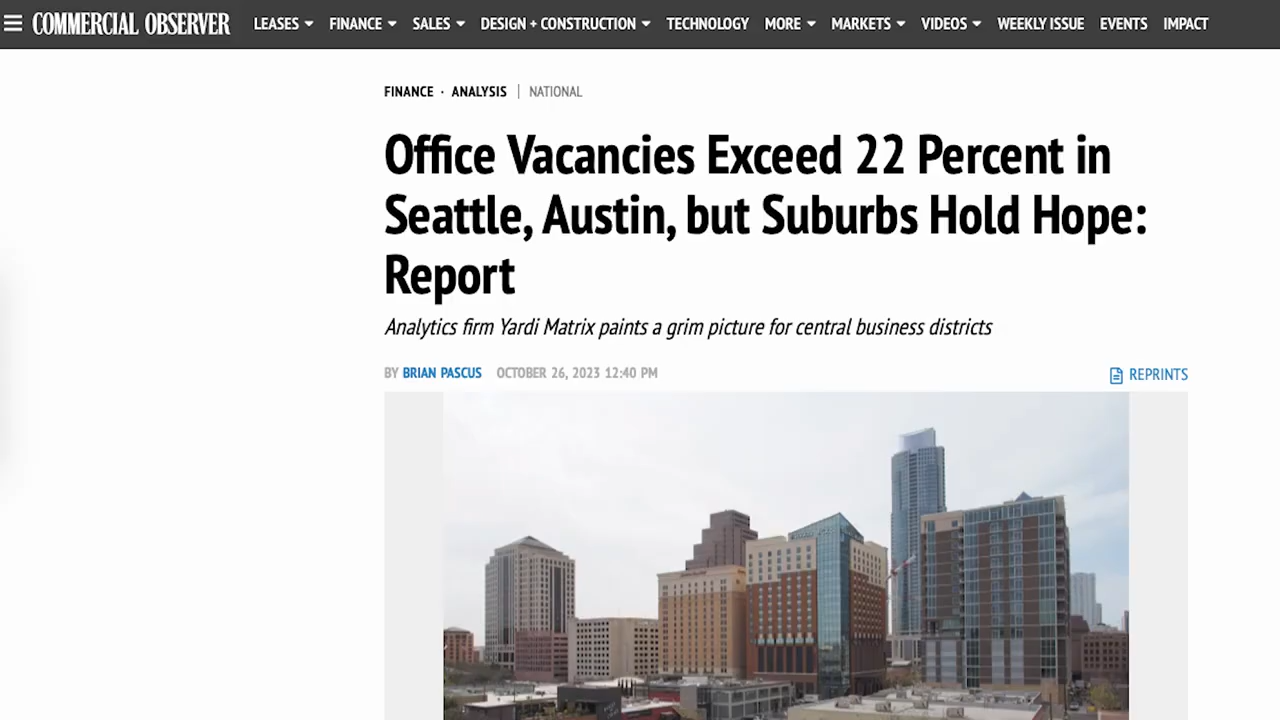 COMMERCIAL OBSERVER LEASES FINANCE SALES DESIGN + CONSTRUCTION TECHNOLOGY MORE MARKETS VIDEOS WEEKLY ISSUE EVENTS IMPACT
FINANCE · ANALYSIS | NATIONAL
Office Vacancies Exceed 22 Percent in
Seattle, Austin, but Suburbs Hold Hope:
Report
Analytics firm Yardi Matrix paints a grim picture for central business districts
BY BRIAN PASCUS OCTOBER 26, 2023 12:40 PM
REPRINTS